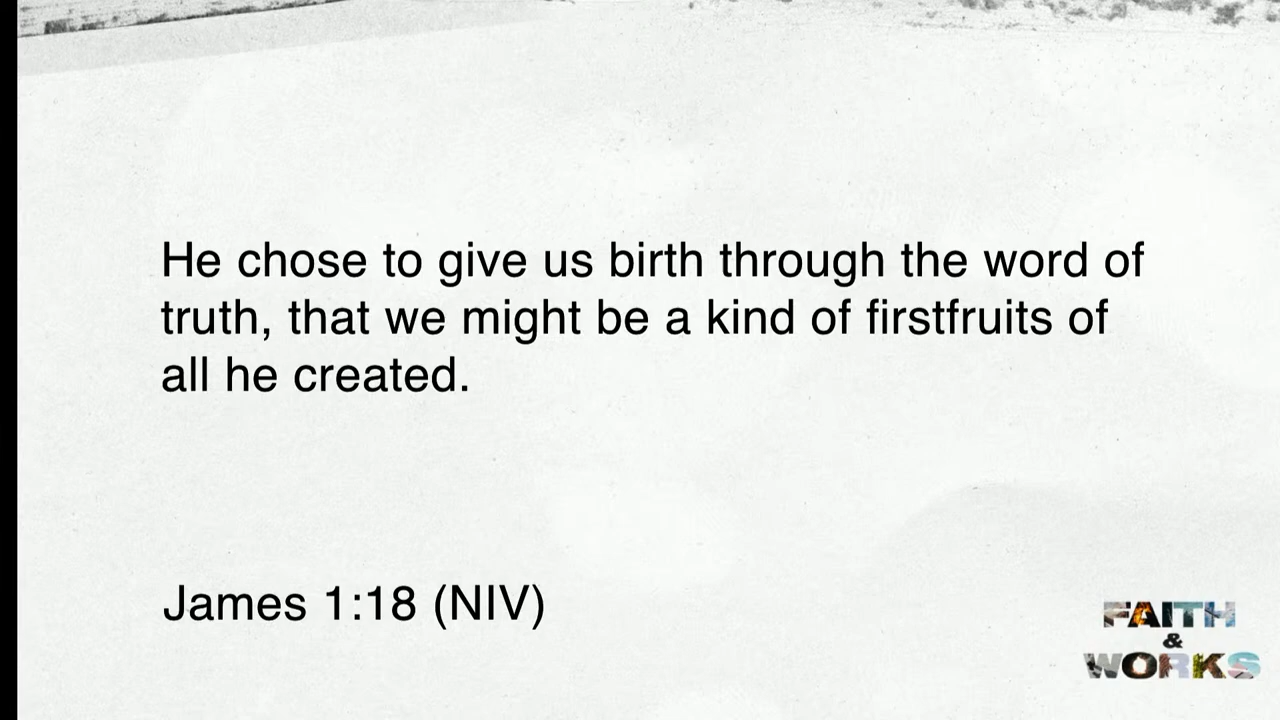 He chose to give us birth through the word of
truth, that we might be a kind of firstfruits of
all he created.
James 1:18 (NIV)
FAITH
&
WORKS